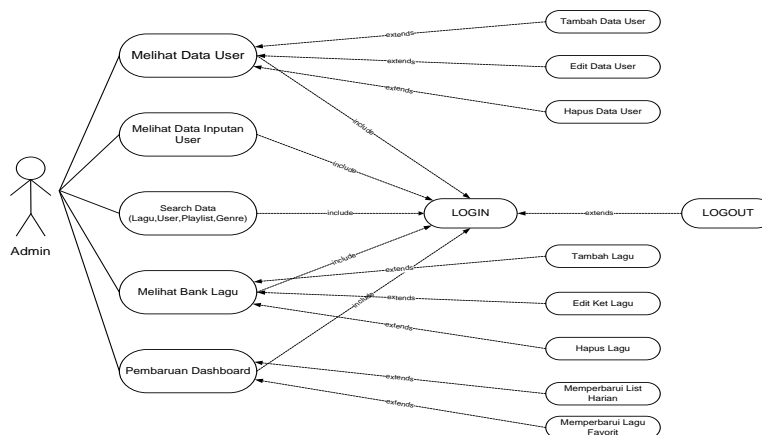 Tambah Data User
extends
Melihat Data User
extends
Edit Data User
extends
Hapus Data User
include
Melihat Data Inputan
User
include
Search Data
(Lagu,User,Playlist,Genre)
include
LOGIN
extends
LOGOUT
Admin
include
Tambah Lagu
extends
Melihat Bank Lagu
extends
include
Edit Ket Lagu
extends
Hapus Lagu
Pembaruan Dashboard
extends
Memperbarui List
Harian
extends
Memperbarui Lagu
Favorit